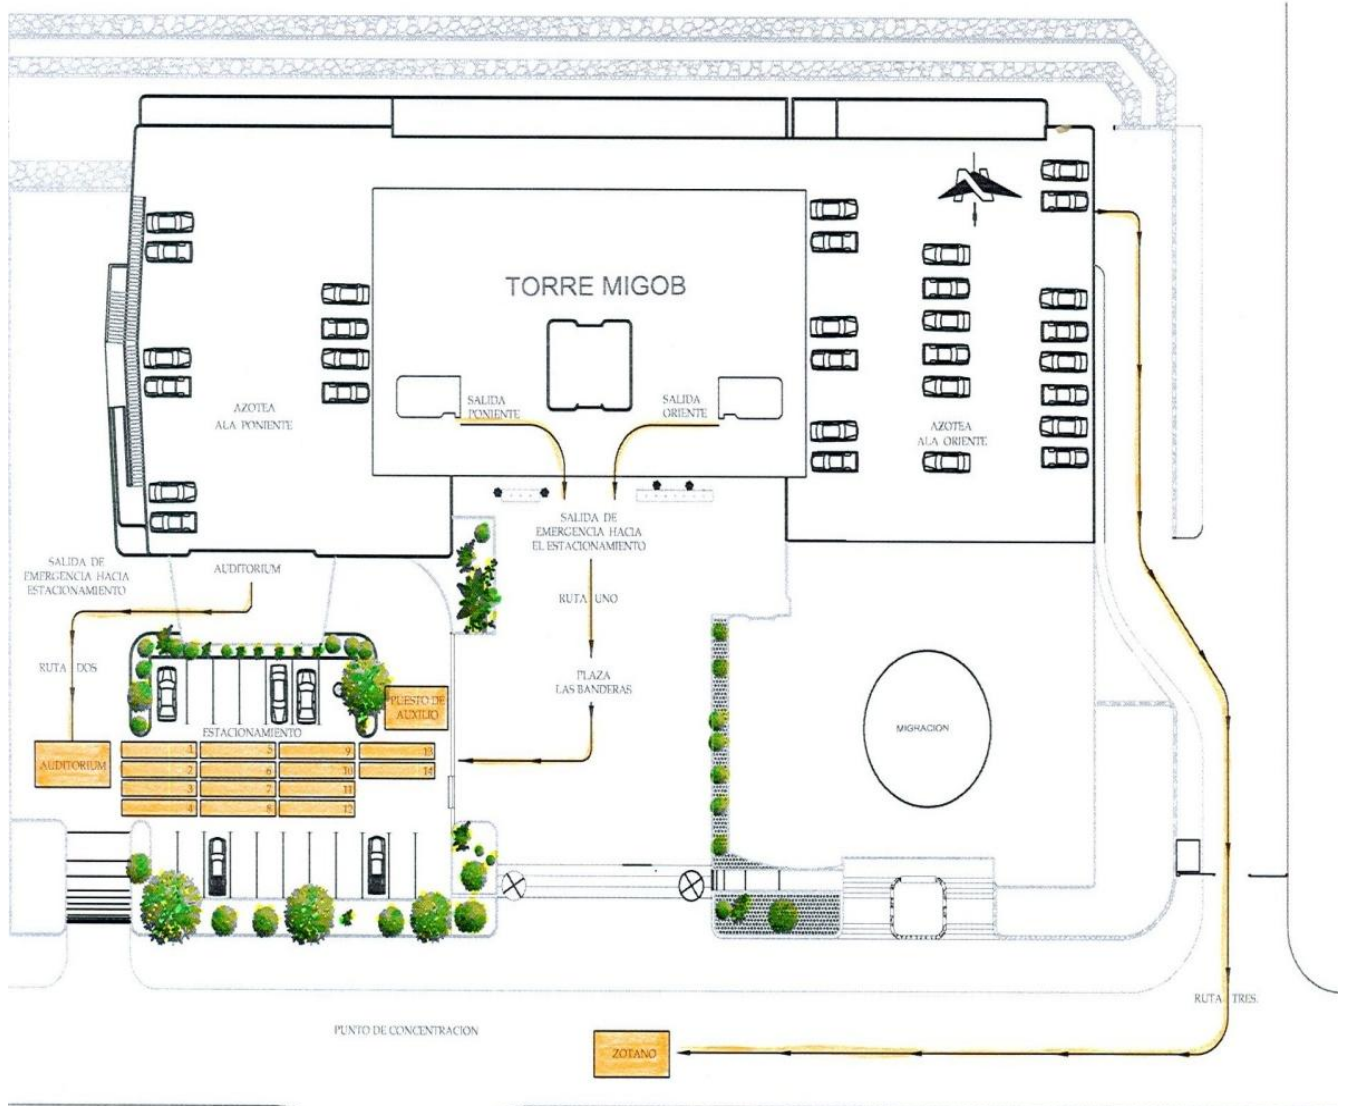 N
TORRE MIGOB
SALIDA
PONIENTE
SALIDA
ORIENTE
AZOTEA
ALA PONIENTE
AZOTEA
ALA ORIENTE
SALIDA DE
EMERGENCIA HACIA
EL ESTACIONAMIENTO
SALIDA DE
EMERGENCIA HACIA
ESTACIONAMIENTO
AUDITORIUM
RUTA UNO
RUTA DOS
PLAZA
LAS BANDERAS
PUESTO DE
AUXILIO
MIGRACION
ESTACIONAMIENTO
AUDITORIUM
1 5 9 13
2 6 10 14
3 7 11
4 8 12
RUTA TRES.
PUNTO DE CONCENTRACION
ZOTANO